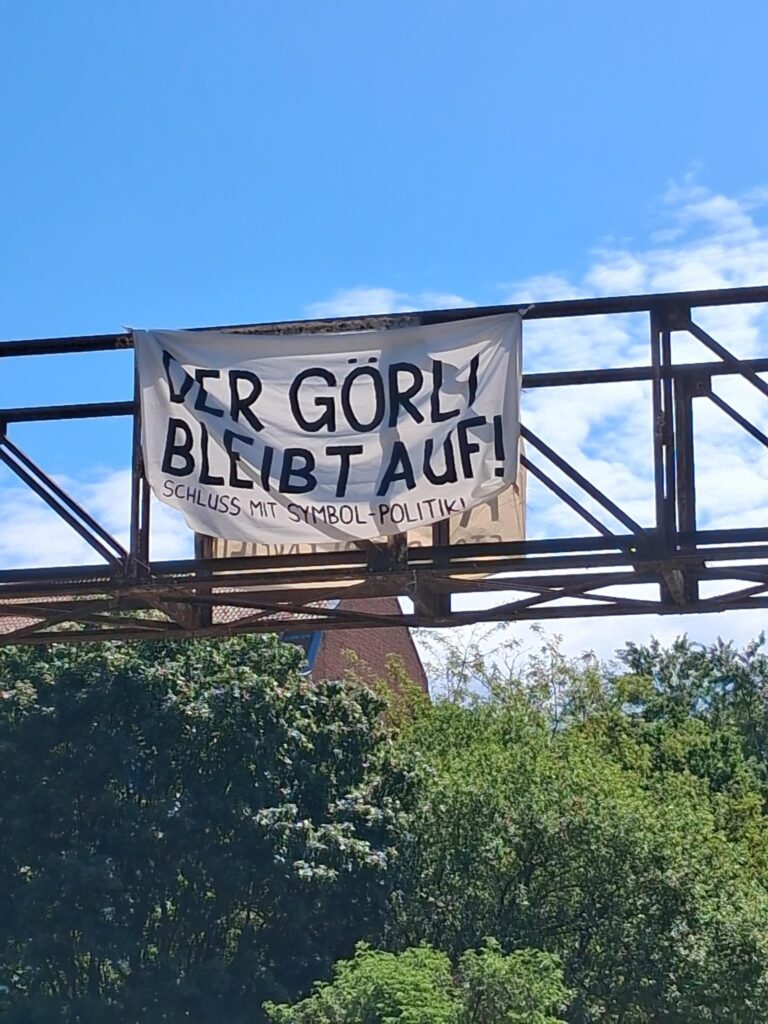 DER GÖRLI
BLEIBT AUF!
SCHLUSS MIT SYMBOL-POLITIK!